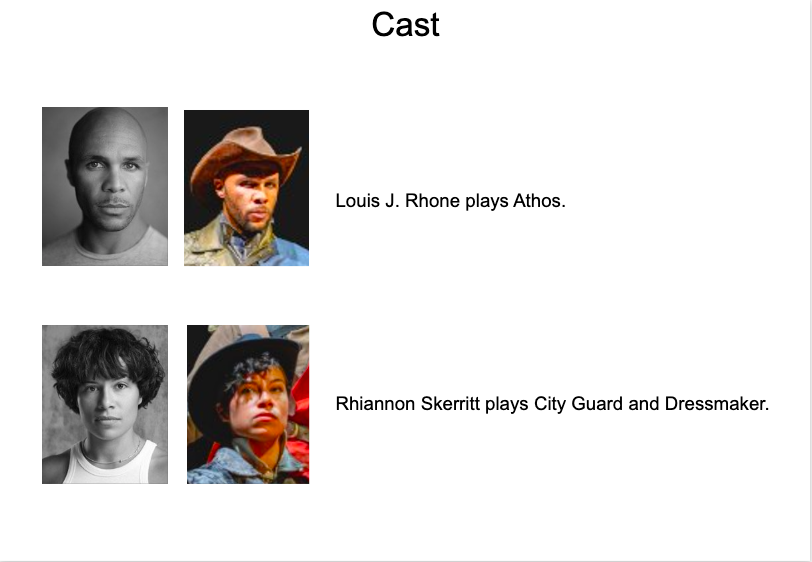 Cast
Louis J. Rhone plays Athos.
Rhiannon Skerritt plays City Guard and Dressmaker.